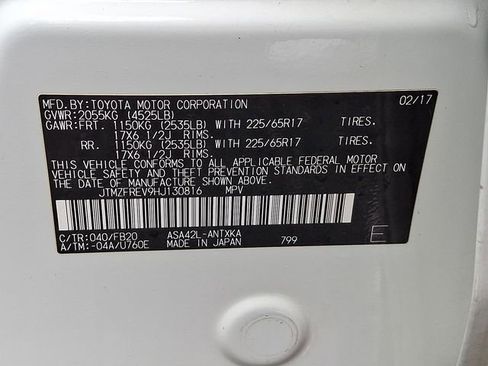 MFD.BY:TOYOTA MOTOR CORPORATION 02/17
GVWR:2055KG (4525LB)
GAWR:FRT. 1150KG (2535LB) WITH 225/65R17 TIRES.
17X6 1/2J RIMS.
RR. 1150KG (2535LB) WITH 225/65R17 TIRES.
17X6 1/2J RIMS.
THIS VEHICLE CONFORMS TO ALL APPLICABLE FEDERAL MOTOR
VEHICLE SAFETY AND THEFT PREVENTION STANDARDS IN EFFECT ON THE
DATE OF MANUFACTURE SHOWN ABOVE.
JTMZFREV9HJ130816 MPV
C/TR:040/FB20 ASA42L-ANTXKA
A/TM:-04A/U760E MADE IN JAPAN 799 E